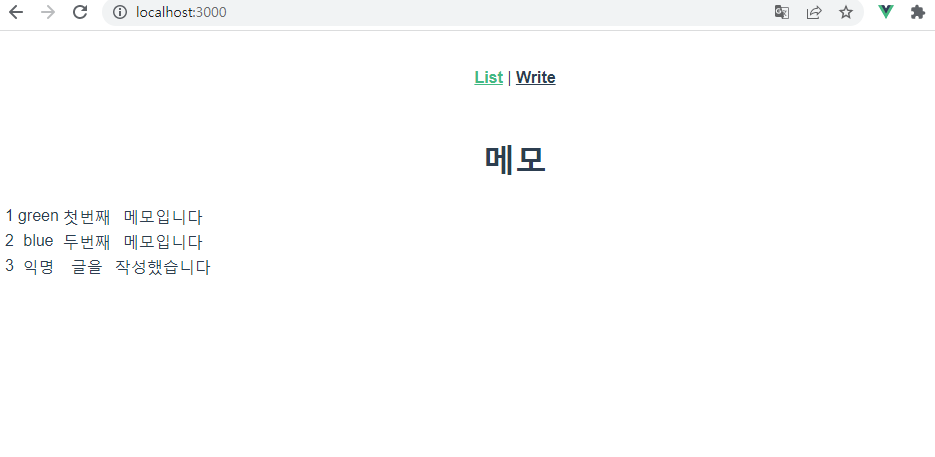 localhost:3000
List | Write
메모
1 green 첫번째 메모입니다
2 blue 두번째 메모입니다
3 익명 글을 작성했습니다